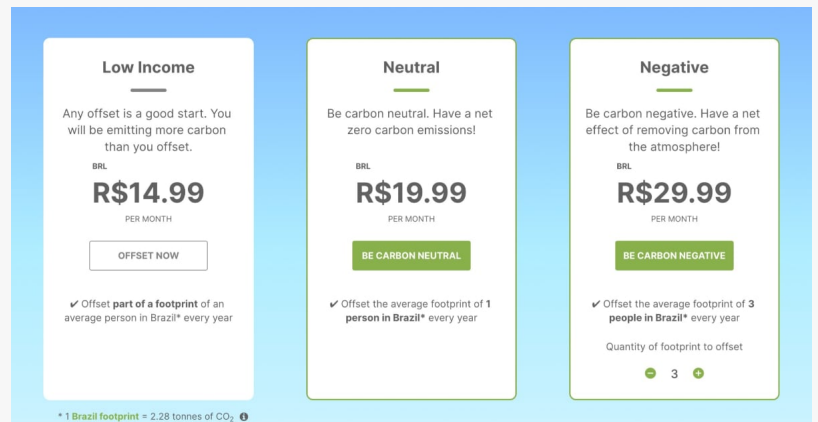 Low Income
Any offset is a good start. You
will be emitting more carbon
than you offset.
BRL
R$14.99
PER MONTH
OFFSET NOW
✔ Offset part of a footprint of an
average person in Brazil* every year
Neutral
Be carbon neutral. Have a net
zero carbon emissions!
BRL
R$19.99
PER MONTH
BE CARBON NEUTRAL
✔ Offset the average footprint of 1
person in Brazil* every year
Negative
Be carbon negative. Have a net
effect of removing carbon from
the atmosphere!
BRL
R$29.99
PER MONTH
BE CARBON NEGATIVE
✔ Offset the average footprint of 3
people in Brazil* every year
Quantity of footprint to offset
3
* 1 Brazil footprint = 2.28 tonnes of CO₂